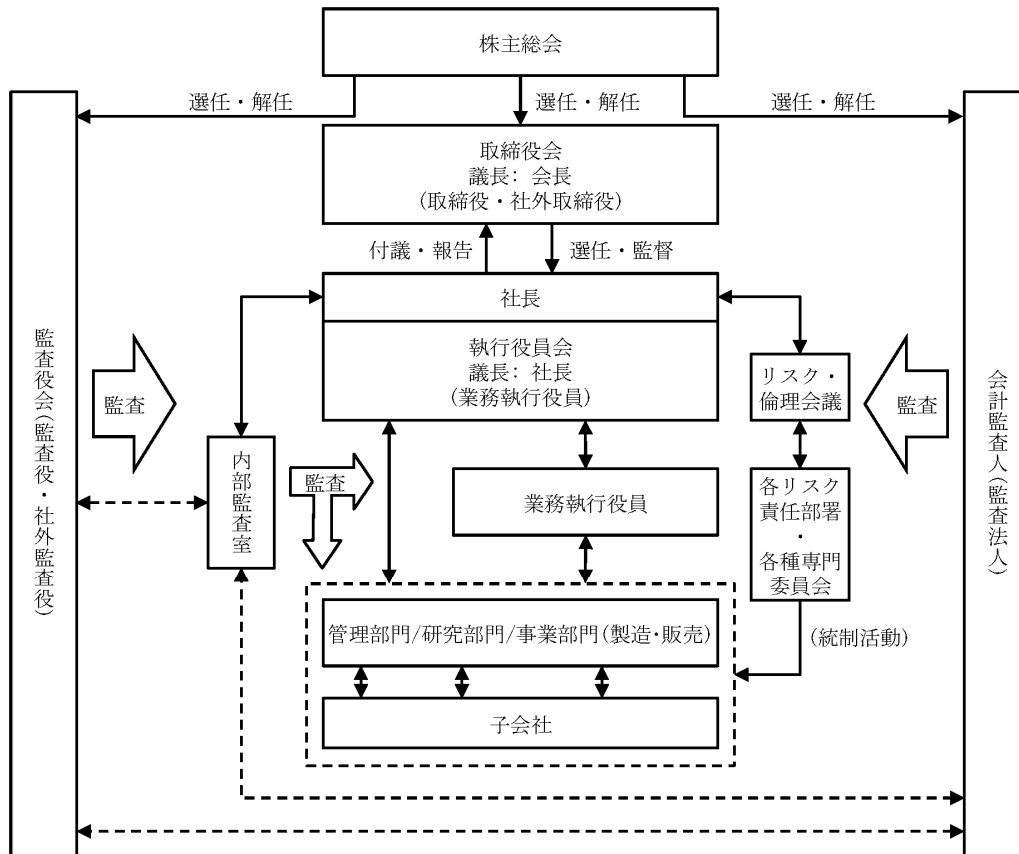 株主総会
選任・解任
選任・解任
選任・解任
取締役会
議長：会長
(取締役・社外取締役)
付議・報告
選任・監督
社長
執行役員会
議長：社長
(業務執行役員)
リスク・
倫理会議
監査役会(監査役・社外監査役)
監査
監査
会計監査人(監査法人)
内部監査室
監査
業務執行役員
各リスク
責任部署
・
各種専門
委員会
管理部門/研究部門/事業部門(製造・販売)
(統制活動)
子会社